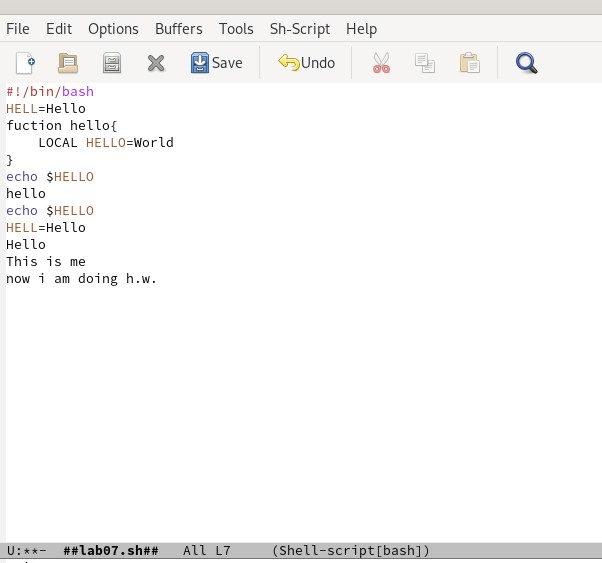 File Edit Options Buffers Tools Sh-Script Help
Save Undo
#!/bin/bash
HELL=Hello
fuction hello{
    LOCAL HELLO=World
}
echo $HELLO
hello
echo $HELLO
HELL=Hello
Hello
This is me
now i am doing h.w.
U:**-  ##lab07.sh##   All L7     (Shell-script[bash])